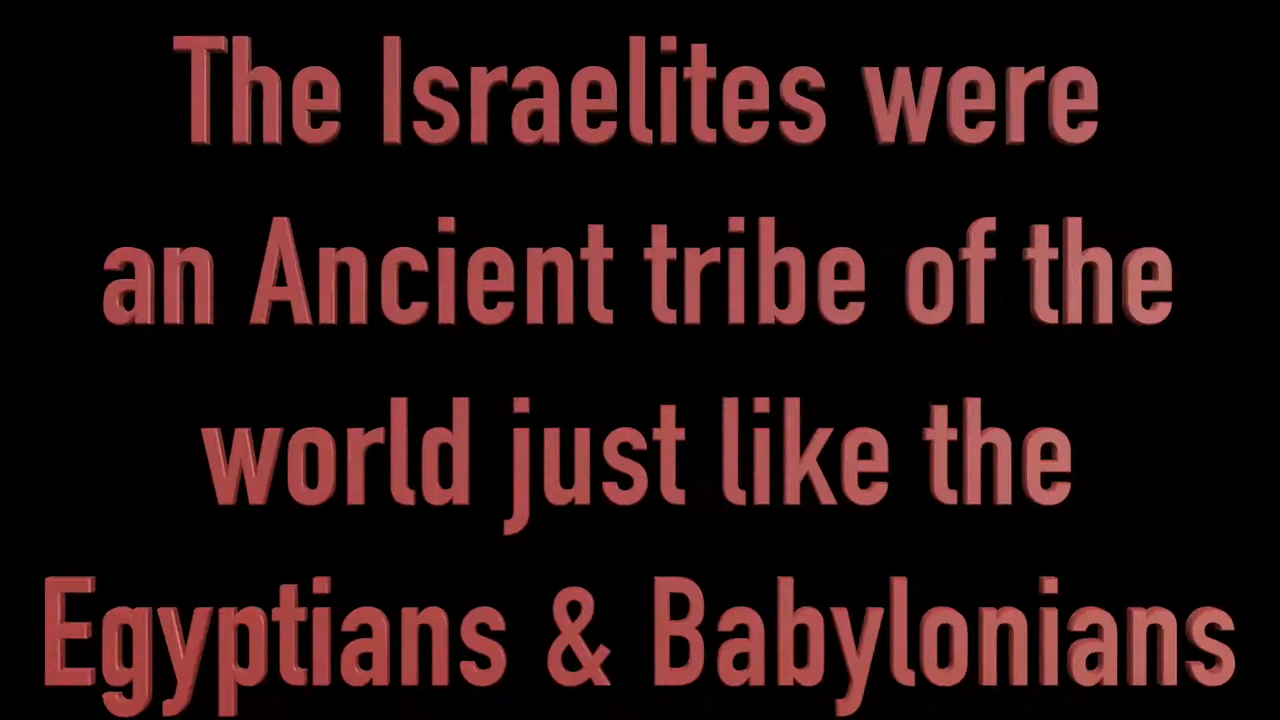 The Israelites were
an Ancient tribe of the
world just like the
Egyptians & Babylonians